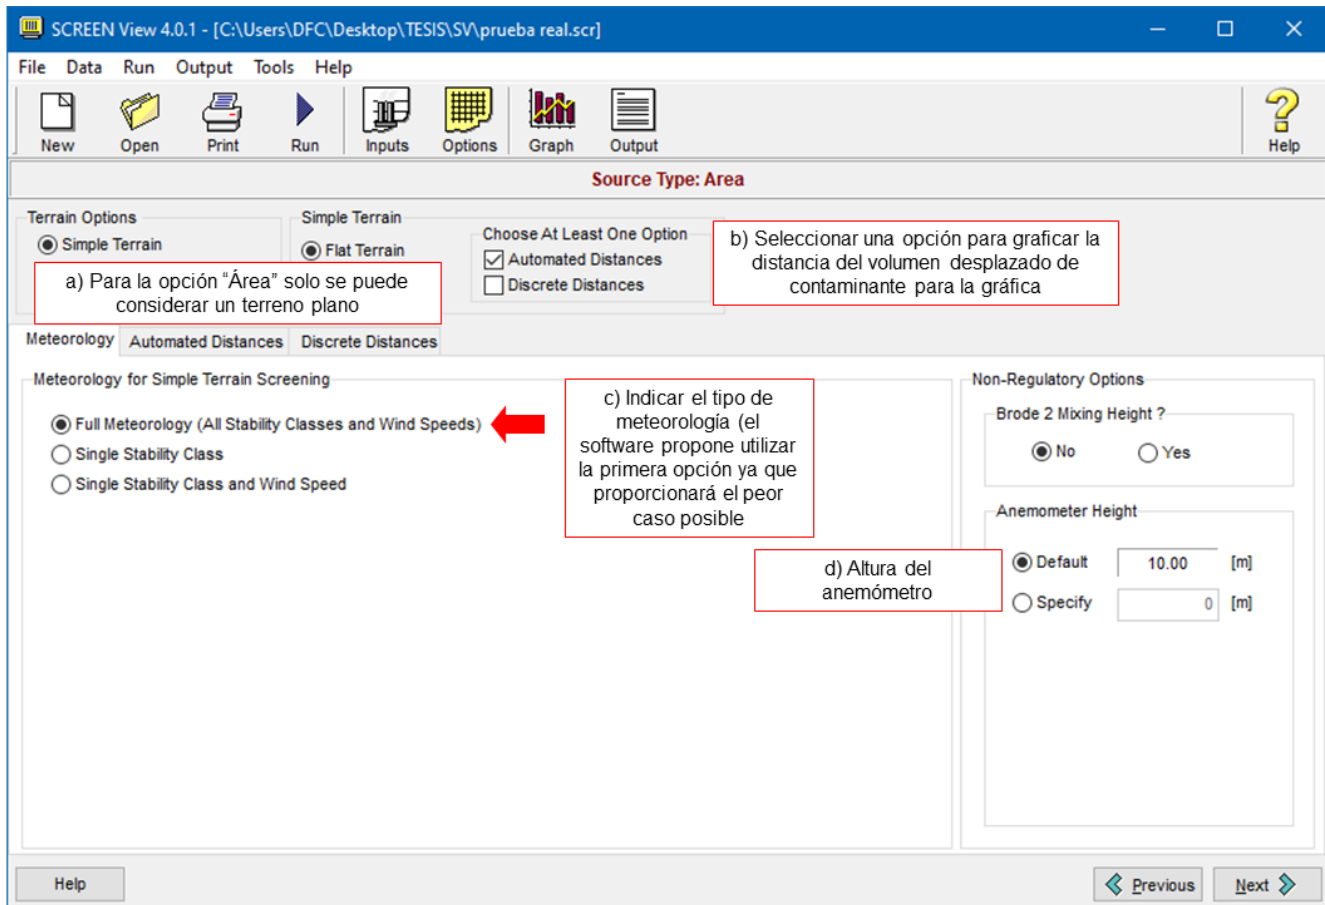 SCREEN View 4.0.1 - [C:\Users\DFC\Desktop\TESIS\SV\prueba real.scr]
File Data Run Output Tools Help
New Open Print Run Inputs Options Graph Output Help
Source Type: Area
Terrain Options
Simple Terrain
Simple Terrain
Flat Terrain
Choose At Least One Option
Automated Distances
Discrete Distances
a) Para la opción “Área” solo se puede
considerar un terreno plano
b) Seleccionar una opción para graficar la
distancia del volumen desplazado de
contaminante para la gráfica
Meteorology Automated Distances Discrete Distances
Meteorology for Simple Terrain Screening
Full Meteorology (All Stability Classes and Wind Speeds)
Single Stability Class
Single Stability Class and Wind Speed
c) Indicar el tipo de
meteorología (el
software propone utilizar
la primera opción ya que
proporcionará el peor
caso posible
Non-Regulatory Options
Brode 2 Mixing Height ?
No Yes
Anemometer Height
Default 10.00 [m]
Specify 0 [m]
d) Altura del
anemómetro
Help Previous Next